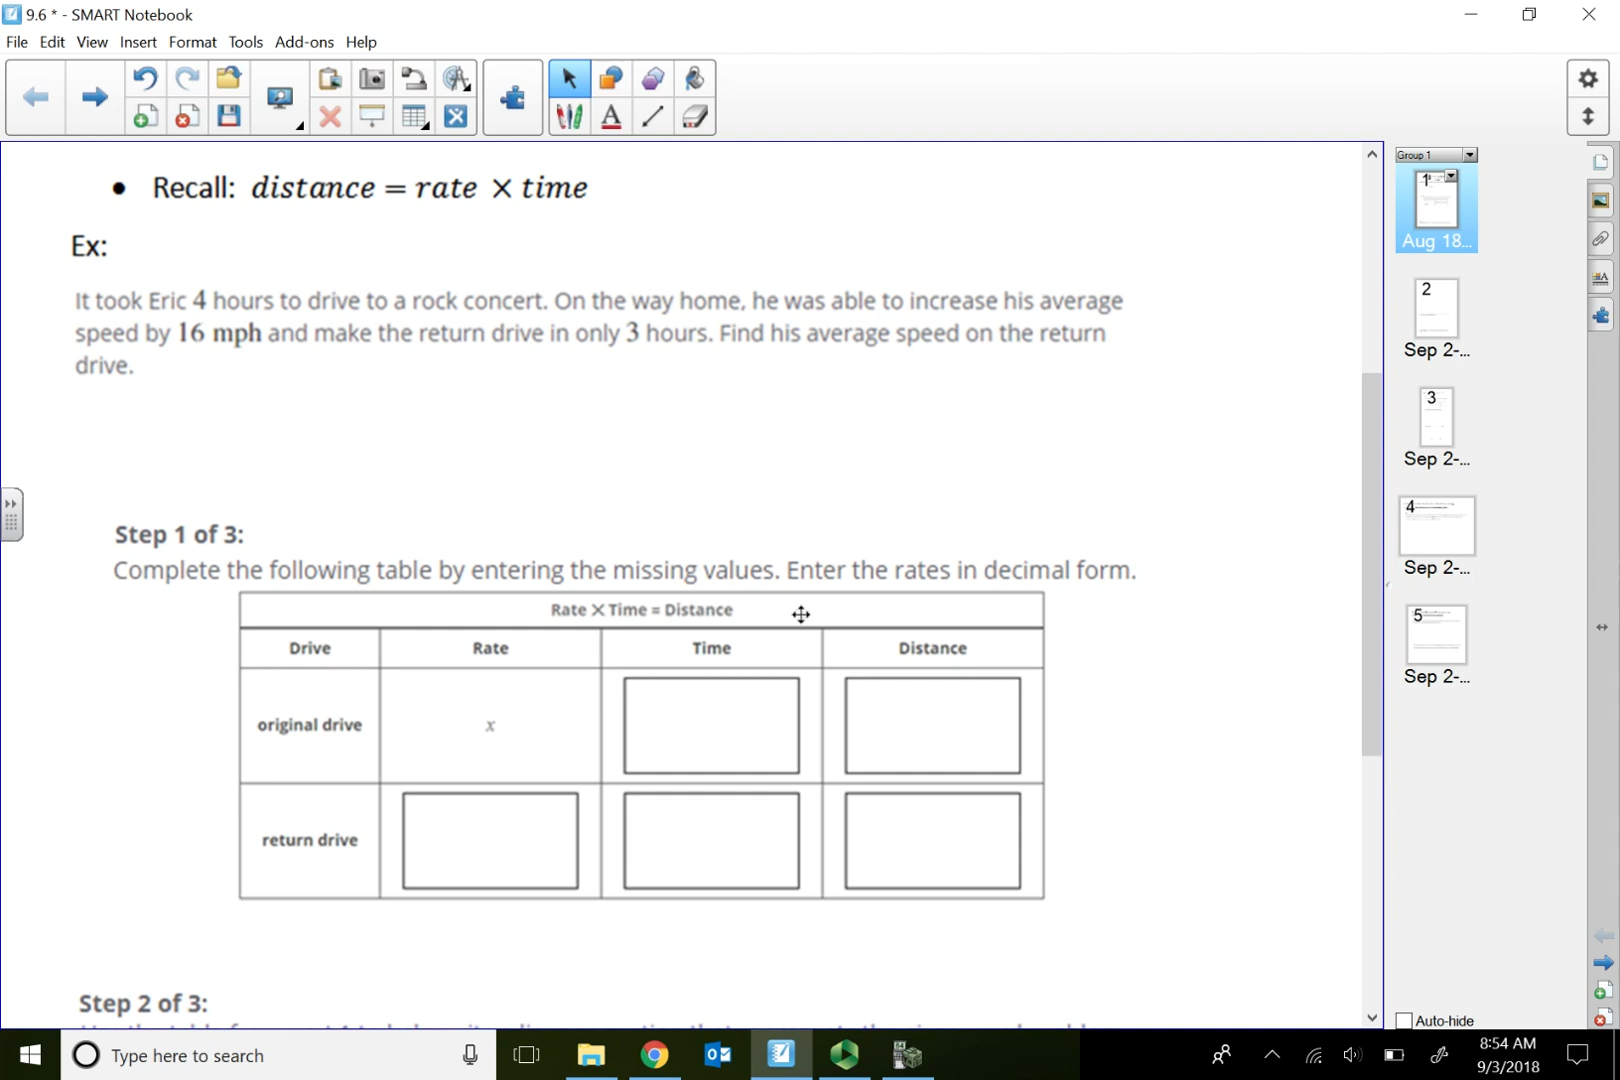 9.6 * - SMART Notebook
File Edit View Insert Format Tools Add-ons Help
• Recall: distance = rate × time
Ex:
It took Eric 4 hours to drive to a rock concert. On the way home, he was able to increase his average
speed by 16 mph and make the return drive in only 3 hours. Find his average speed on the return
drive.
Step 1 of 3:
Complete the following table by entering the missing values. Enter the rates in decimal form.
Rate X Time = Distance
Drive Rate Time Distance
original drive x
return drive
Step 2 of 3:
Group 1
1
Aug 18...
2
Sep 2-...
3
Sep 2-...
4
Sep 2-...
5
Sep 2-...
Auto-hide
Type here to search
8:54 AM
9/3/2018